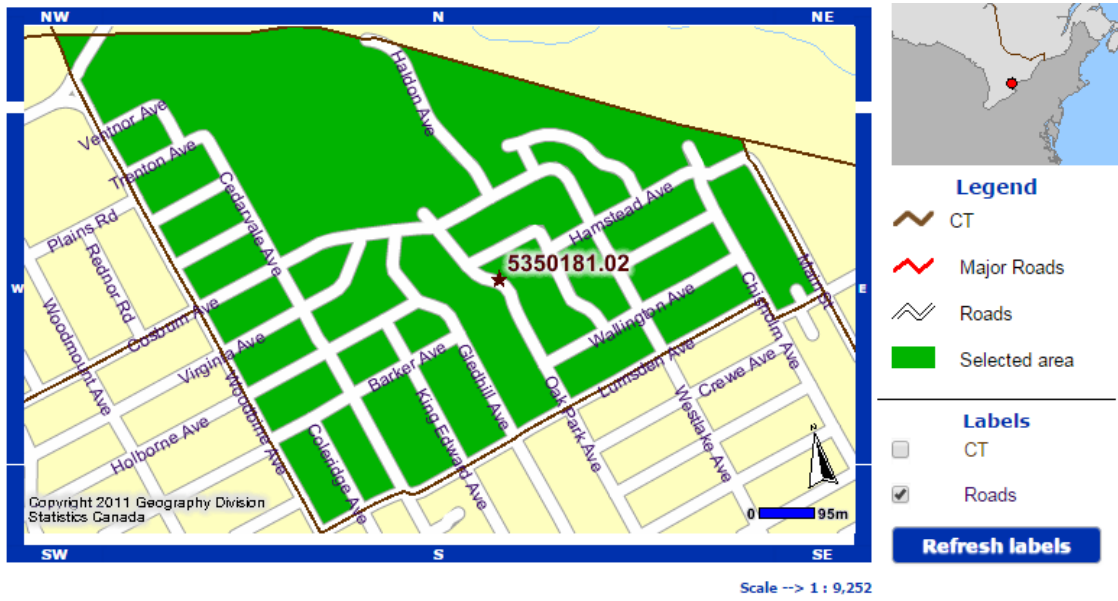 NW
N
NE
Haldon Ave
Ventnor Ave
Trenton Ave
Cedarvale Ave
Plains Rd
Rednor Rd
Hamstead Ave
5350181.02
W
E
Main St
Woodmount Ave
Cosburn Ave
Virginia Ave
Wallington Ave
Chisholm Ave
Barker Ave
Gledhill Ave
Lumsden Ave
Crewe Ave
Woodbine Ave
King Edward Ave
Oak Park Ave
Westlake Ave
Holborne Ave
Coleridge Ave
N
Copyright 2011 Geography Division
Statistics Canada
0 95m
SW
S
SE
Scale --> 1 : 9,252
Legend
CT
Major Roads
Roads
Selected area
Labels
CT
Roads
Refresh labels